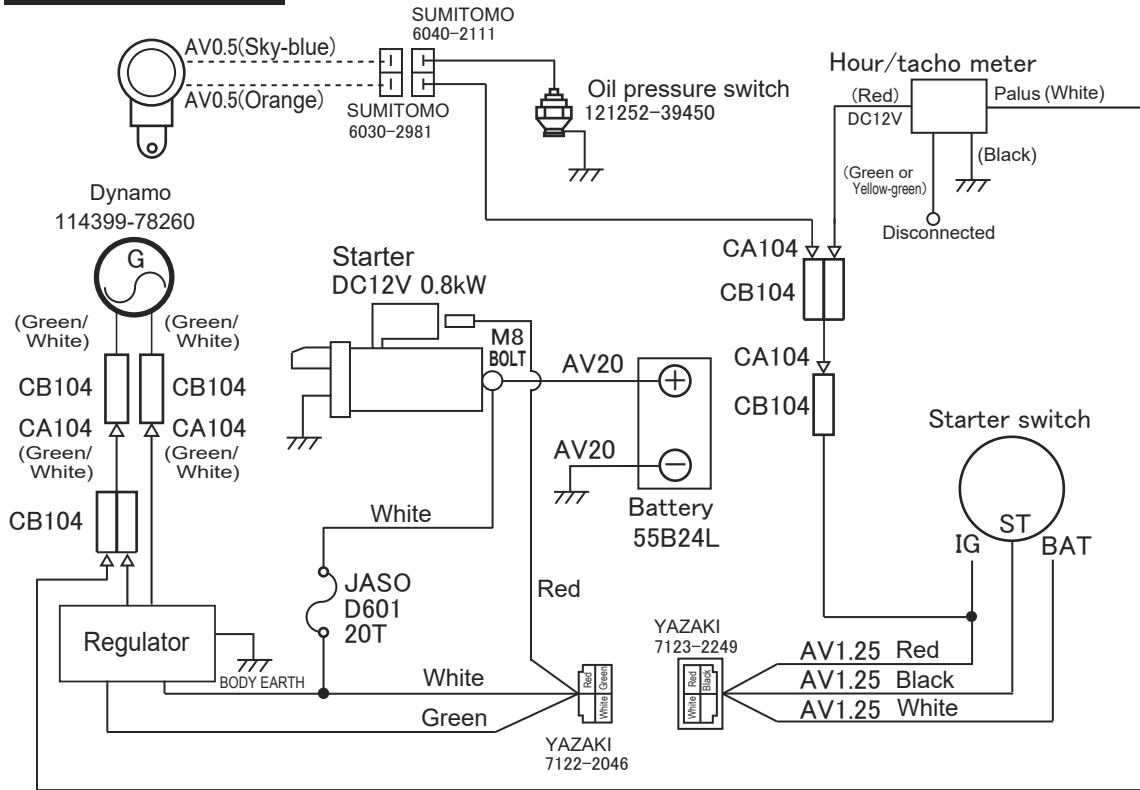 SUMITOMO
6040-2111
AV0.5(Sky-blue)
AV0.5(Orange)
SUMITOMO
6030-2981
Oil pressure switch
121252-39450
Hour/tacho meter
(Red)
DC12V
Palus (White)
(Black)
(Green or
Yellow-green)
Disconnected
Dynamo
114399-78260
G
(Green/
White)
(Green/
White)
CB104
CB104
CA104
CA104
(Green/
White)
(Green/
White)
CB104
Regulator
BODY EARTH
Starter
DC12V 0.8kW
M8
BOLT
AV20
+
−
AV20
Battery
55B24L
White
JASO
D601
20T
Red
White
Green
Red
Green
White
YAZAKI
7122-2046
CA104
CB104
CA104
CB104
Starter switch
ST
IG
BAT
YAZAKI
7123-2249
Red
Black
White
AV1.25 Red
AV1.25 Black
AV1.25 White